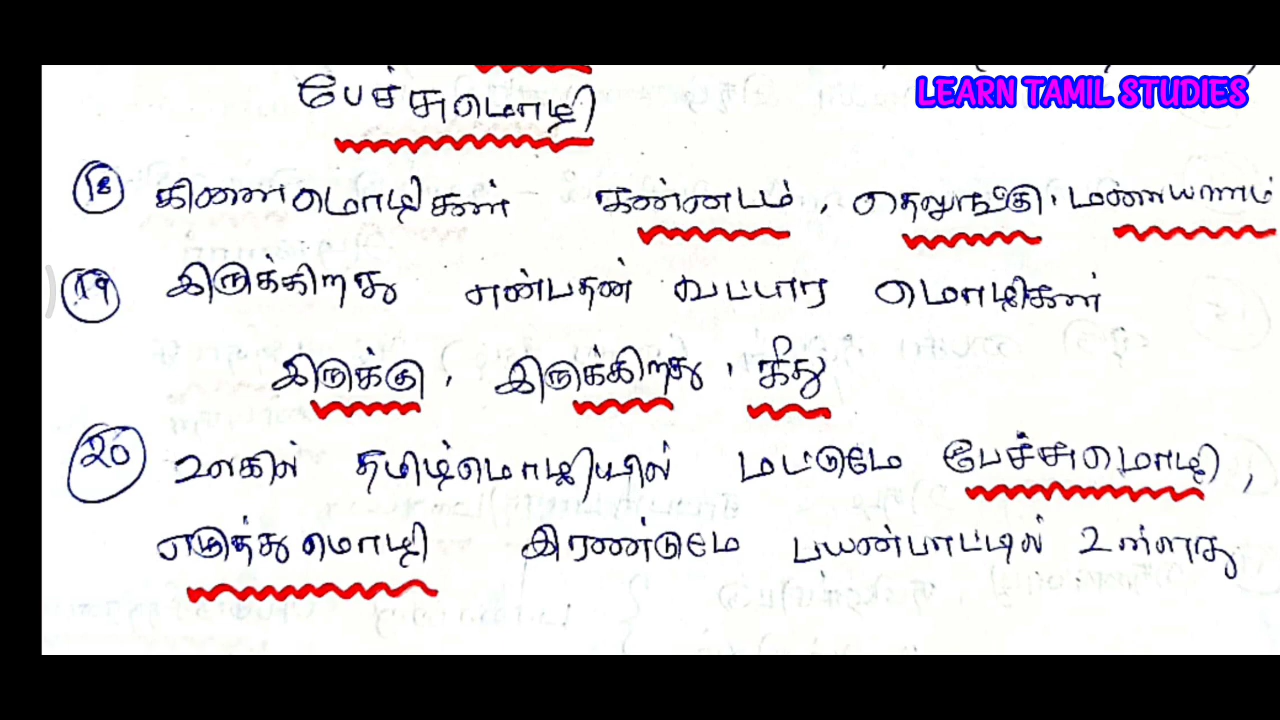 LEARN TAMIL STUDIES
பேச்சுமொழி
18 கிளைமொழிகள் கன்னடம், தெலுங்கு, மலையாளம்
19 இருக்கிறது என்பதன் வட்டார மொழிகள்
இருக்கு, இருக்கிறது, கீது
20 உலகில் தமிழ்மொழியில் மட்டுமே பேச்சுமொழி,
எழுத்துமொழி இரண்டுமே பயன்பாட்டில் உள்ளது